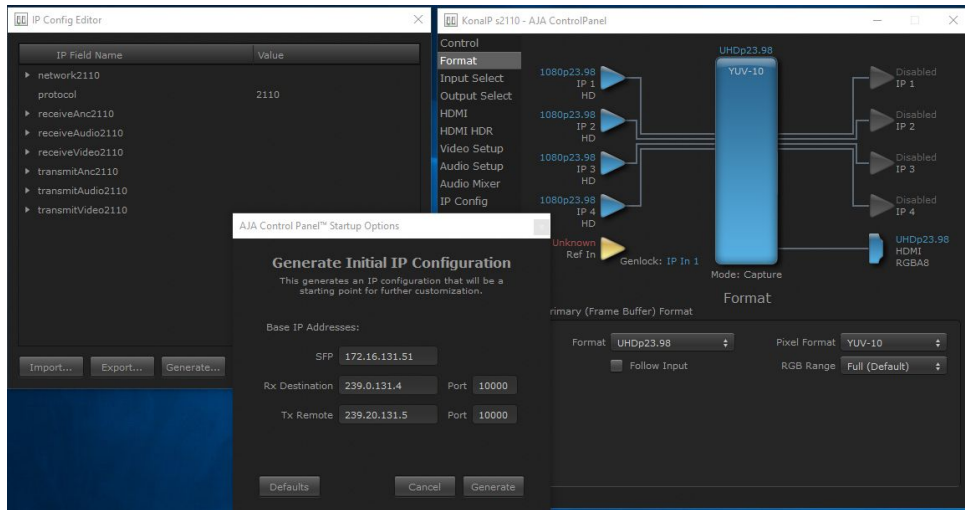 IP Config Editor
IP Field Name Value
network2110
protocol 2110
receiveAnc2110
receiveAudio2110
receiveVideo2110
transmitAnc2110
transmitAudio2110
transmitVideo2110
Import... Export... Generate...
AJA Control Panel™ Startup Options
Generate Initial IP Configuration
This generates an IP configuration that will be a
starting point for further customization.
Base IP Addresses:
SFP 172.16.131.51
Rx Destination 239.0.131.4 Port 10000
Tx Remote 239.20.131.5 Port 10000
Defaults Cancel Generate
KonaIP s2110 - AJA ControlPanel
Control
Format
Input Select
Output Select
HDMI
HDMI HDR
Video Setup
Audio Setup
Audio Mixer
IP Config
UHDp23.98
YUV-10
1080p23.98
IP 1
HD
1080p23.98
IP 2
HD
1080p23.98
IP 3
HD
1080p23.98
IP 4
HD
Unknown
Ref In
Genlock: IP In 1
Mode: Capture
Disabled
IP 1
Disabled
IP 2
Disabled
IP 3
Disabled
IP 4
UHDp23.98
HDMI
RGBA8
Format
(Frame Buffer) Format
Format UHDp23.98 Pixel Format YUV-10
Follow Input RGB Range Full (Default)